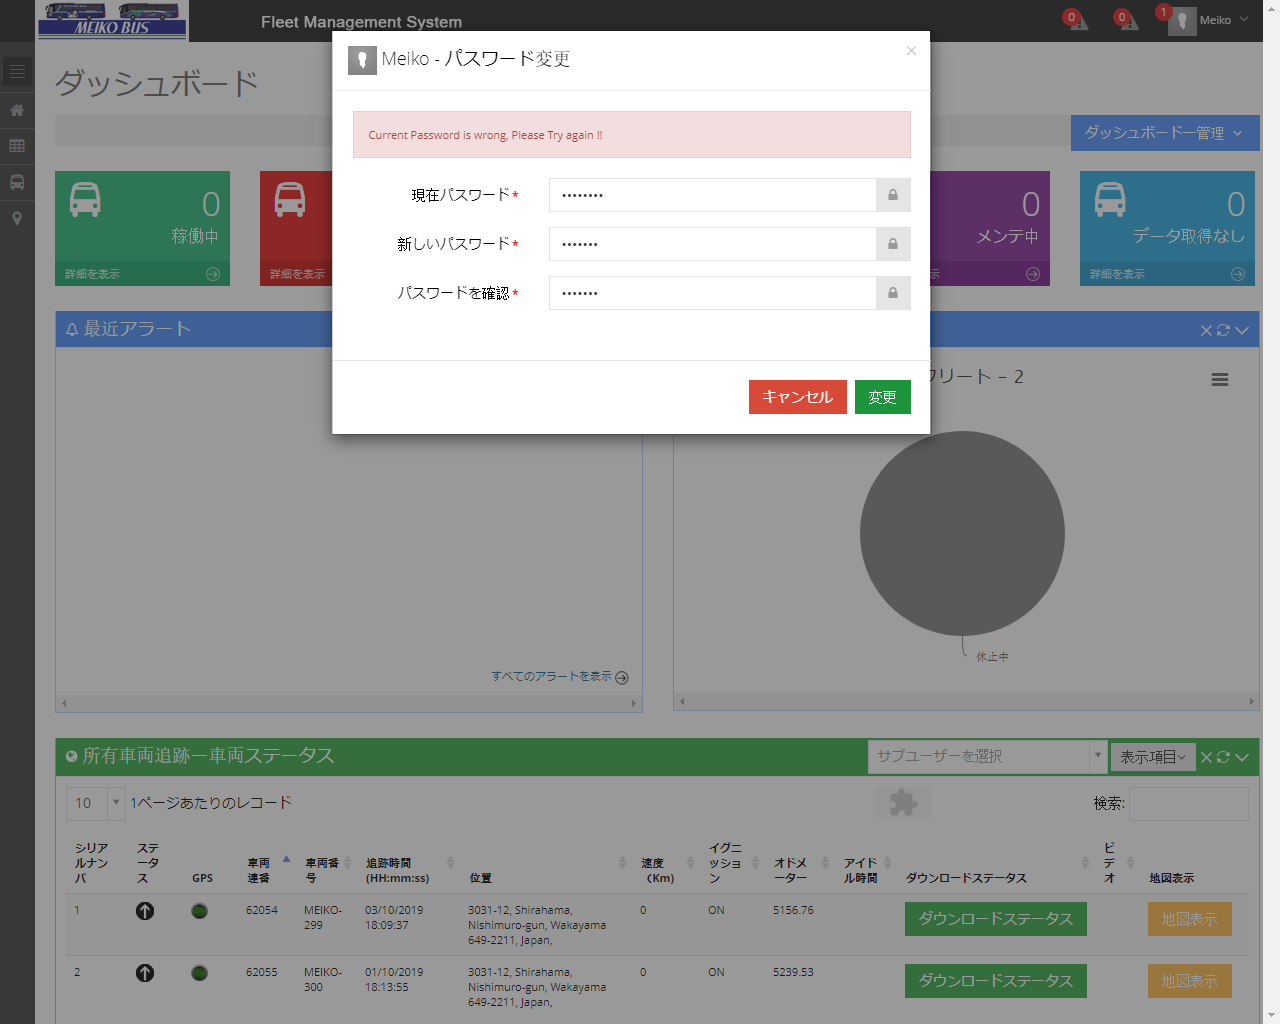 MEIKO BUS
Fleet Management System
0
0
1
Meiko
Meiko - パスワード変更
×
ダッシュボード
Current Password is wrong, Please Try again !!
ダッシュボードー管理
現在パスワード*
••••••••
新しいパスワード*
•••••••
パスワードを確認*
•••••••
キャンセル
変更
0
稼働中
詳細を表示
詳細を表示
0
メンテ中
示
0
データ取得なし
詳細を表示
最近アラート
フリート - 2
休止中
すべてのアラートを表示
所有車両追跡ー車両ステータス
サブユーザーを選択
表示項目
10
1ページあたりのレコード
検索:
シリアルナンバ
ステータス
GPS
車両連番
車両番号
追跡時間 (HH:mm:ss)
位置
速度 (Km)
イグニッション
オドメーター
アイドル時間
ダウンロードステータス
ビデオ
地図表示
1
62054
MEIKO-299
03/10/2019 18:09:37
3031-12, Shirahama,
Nishimuro-gun, Wakayama
649-2211, Japan,
0
ON
5156.76
ダウンロードステータス
地図表示
2
62055
MEIKO-300
01/10/2019 18:13:55
3031-12, Shirahama,
Nishimuro-gun, Wakayama
649-2211, Japan,
0
ON
5239.53
ダウンロードステータス
地図表示